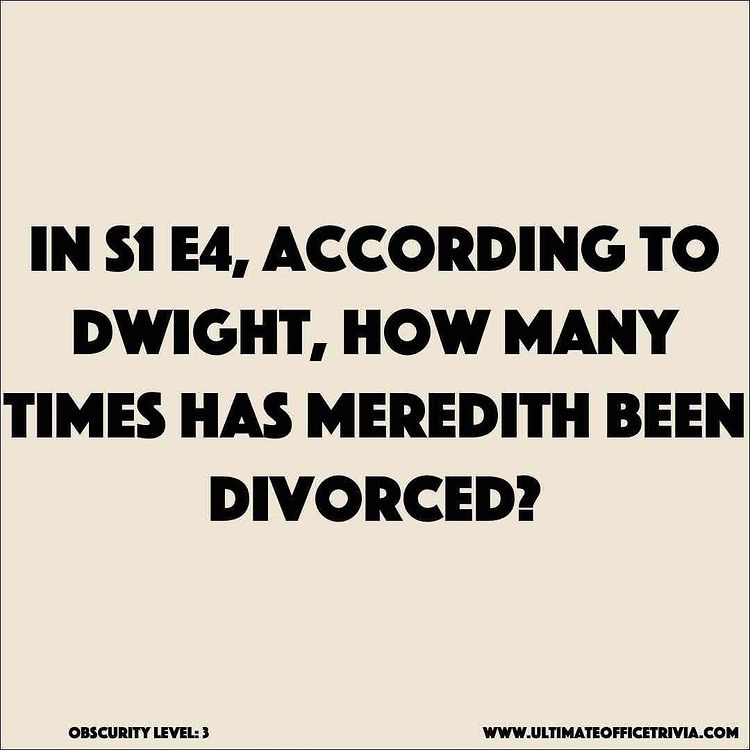 IN S1 E4, ACCORDING TO
DWIGHT, HOW MANY
TIMES HAS MEREDITH BEEN
DIVORCED?
OBSCURITY LEVEL: 3
WWW.ULTIMATEOFFICETRIVIA.COM